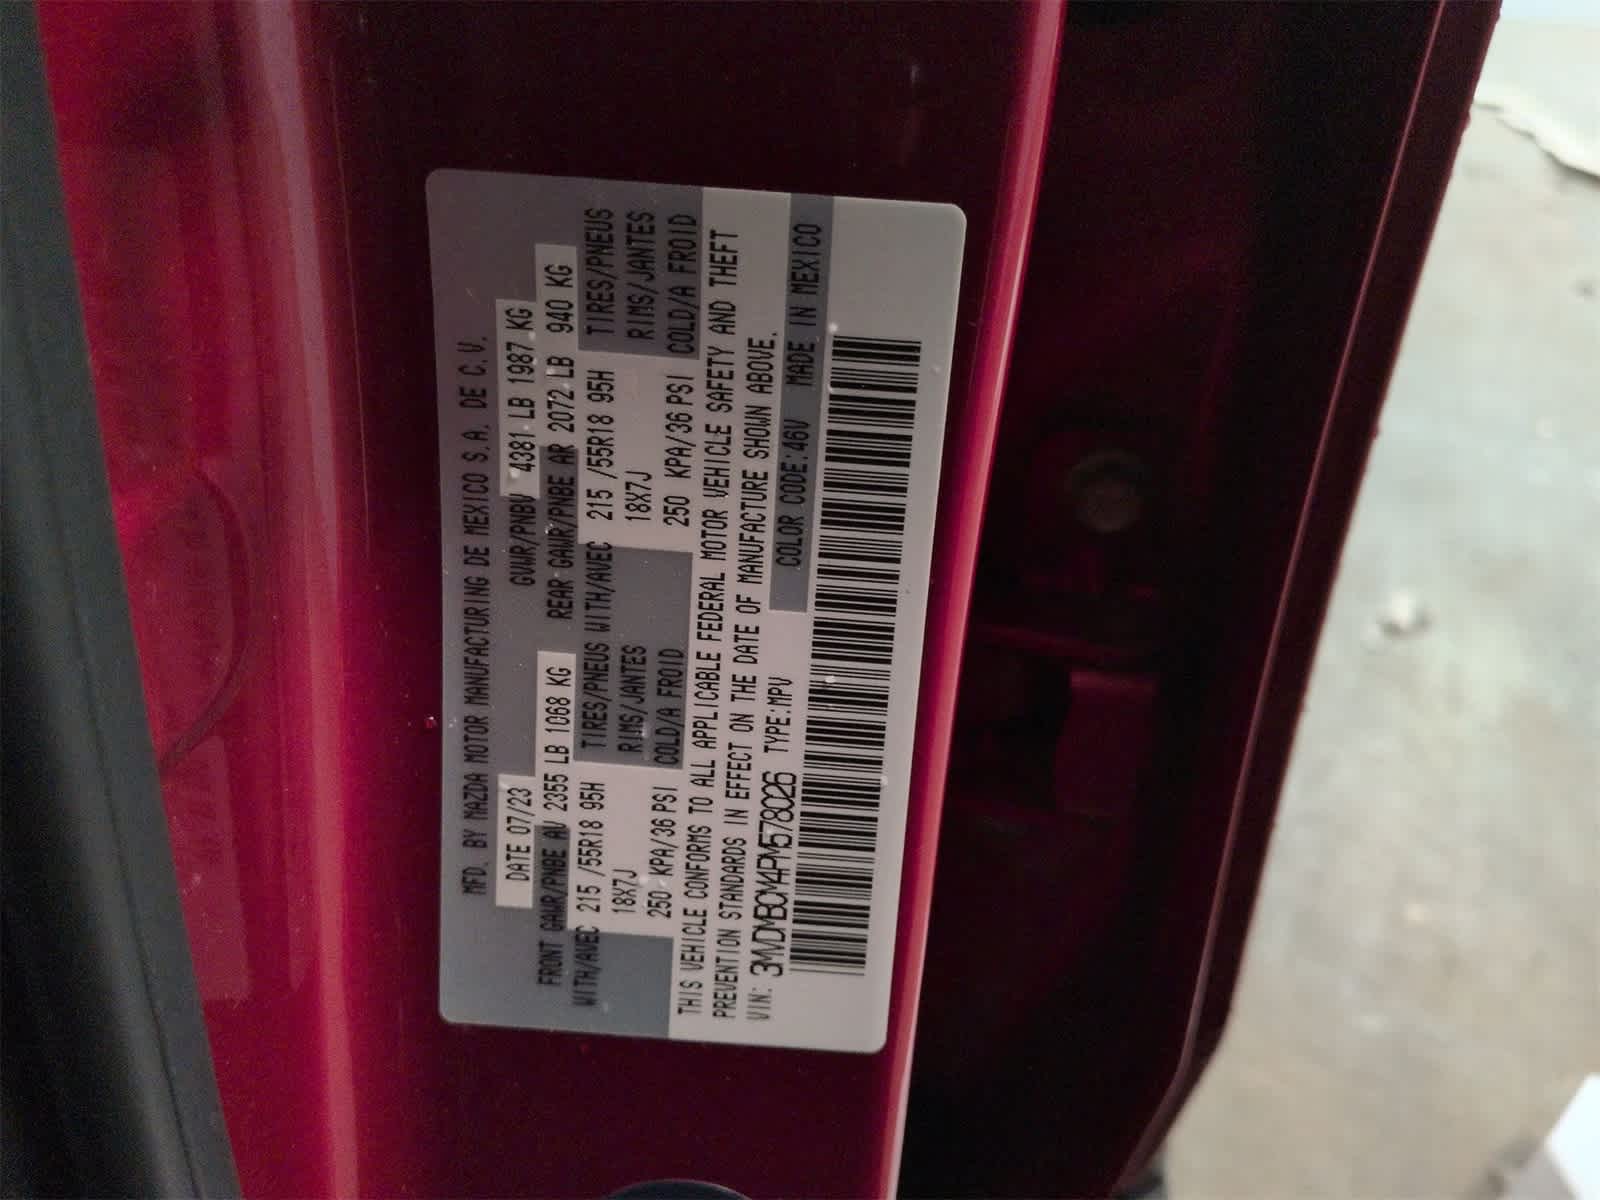 MFD. BY MAZDA MOTOR MANUFACTURING DE MEXICO S.A. DE C.V.
DATE 07/23 GVWR/PNBV 4381 LB 1987 KG
FRONT GAWR/PNBE AV 2355 LB 1068 KG REAR GAWR/PNBE AR 2072 LB 940 KG
WITH/AVEC 215 /55R18 95H TIRES/PNEUS WITH/AVEC 215 /55R18 95H TIRES/PNEUS
18X7J RIMS/JANTES 18X7J RIMS/JANTES
250 KPA/36 PSI COLD/A FROID 250 KPA/36 PSI COLD/A FROID
THIS VEHICLE CONFORMS TO ALL APPLICABLE FEDERAL MOTOR VEHICLE SAFETY AND THEFT
PREVENTION STANDARDS IN EFFECT ON THE DATE OF MANUFACTURE SHOWN ABOVE.
VIN: 3MVDMBCM4PM578026 TYPE:MPV COLOR CODE:46V MADE IN MEXICO